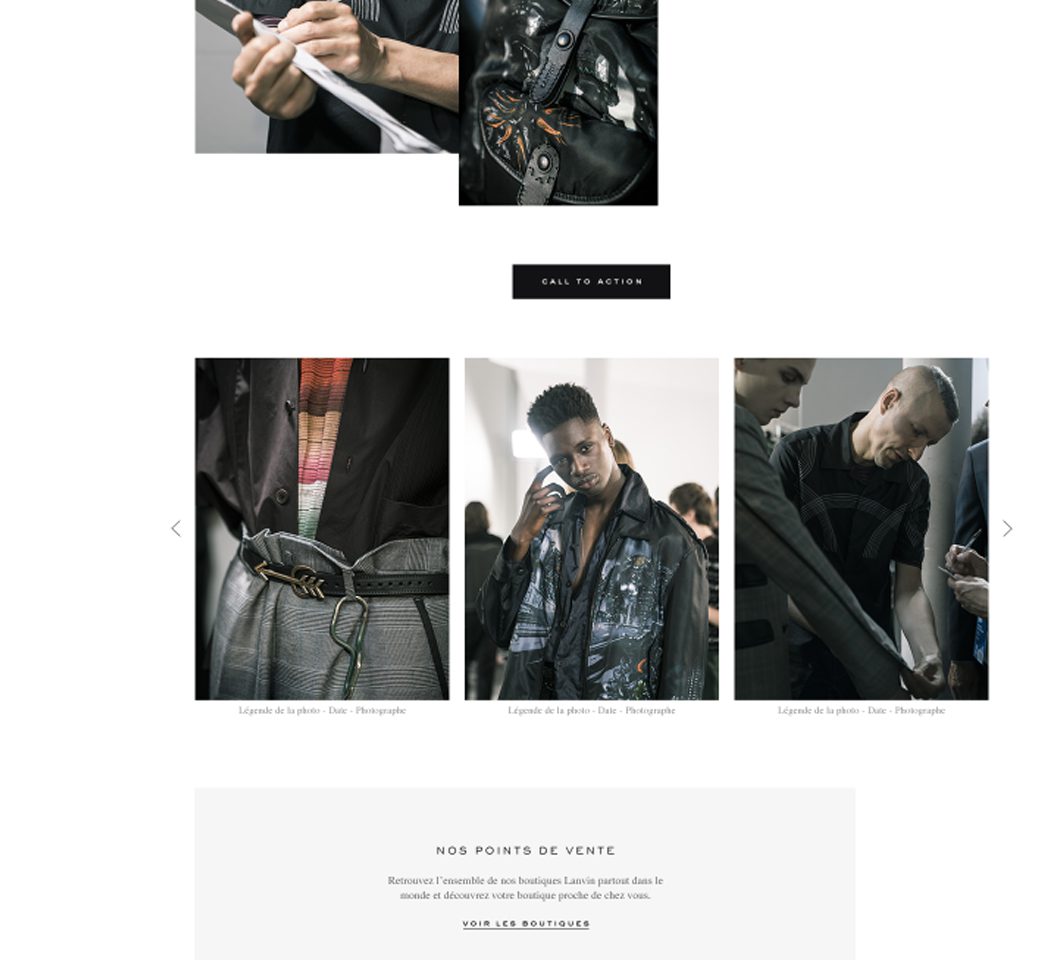 CALL TO ACTION
Légende de la photo - Date - Photographe
Légende de la photo - Date - Photographe
Légende de la photo - Date - Photographe
NOS POINTS DE VENTE
Retrouvez l'ensemble de nos boutiques Lanvin partout dans le
monde et découvrez votre boutique proche de chez vous.
VOIR LES BOUTIQUES